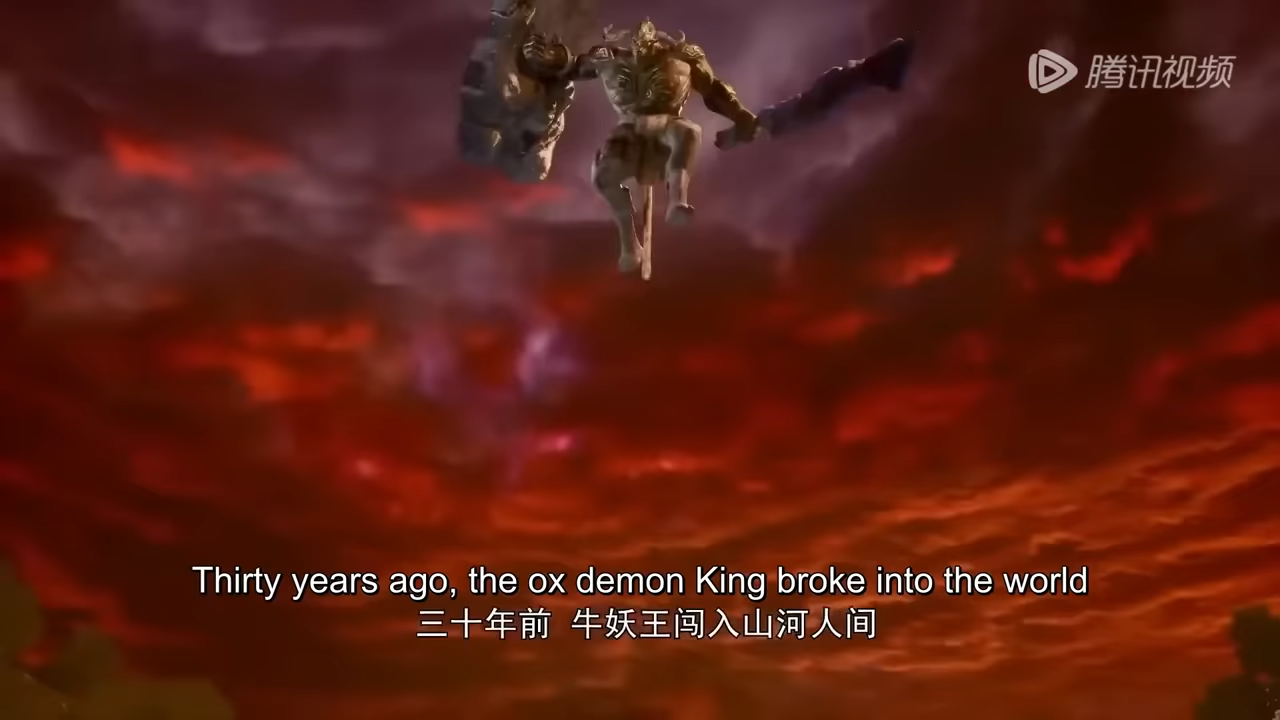 腾讯视频
Thirty years ago, the ox demon King broke into the world
三十年前 牛妖王闯入山河人间